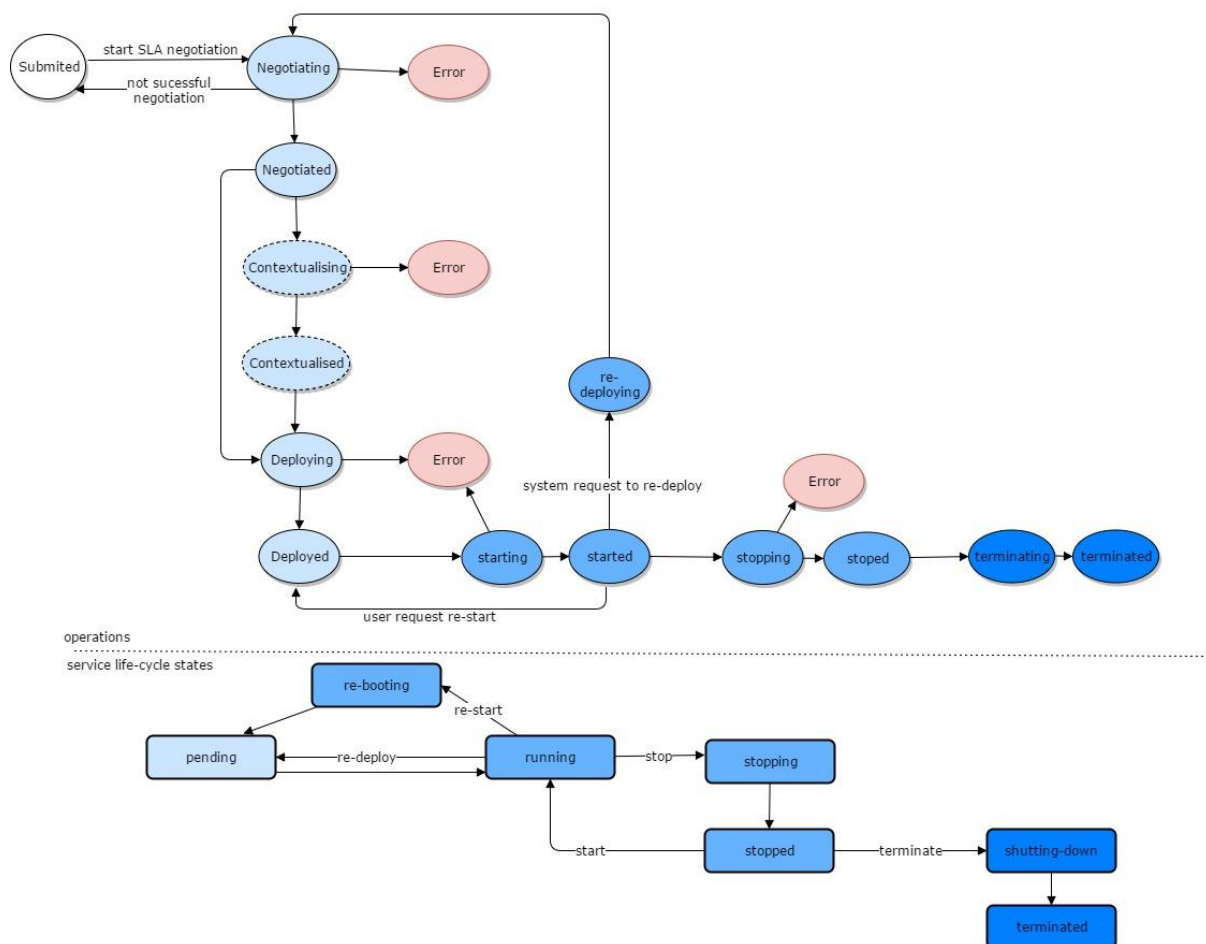 start SLA negotiation
Submited
Negotiating
Error
not sucessful
negotiation
Negotiated
Contextualising
Error
Contextualised
re-
deploying
Deploying
Error
system request to re-deploy
Error
Deployed
starting
started
stopping
stoped
terminating
terminated
user request re-start
operations
service life-cycle states
re-booting
re-start
pending
re-deploy
running
stop
stopping
start
stopped
terminate
shutting-down
terminated